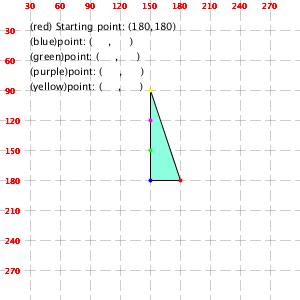 30 60 90 120 150 180 210 240 270
30
(red) Starting point: (180,180)
(blue)point: (    ,    )
(green)point: (    ,    )
60
(purple)point: (    ,    )
(yellow)point: (    ,    )
90
120
150
180
210
240
270